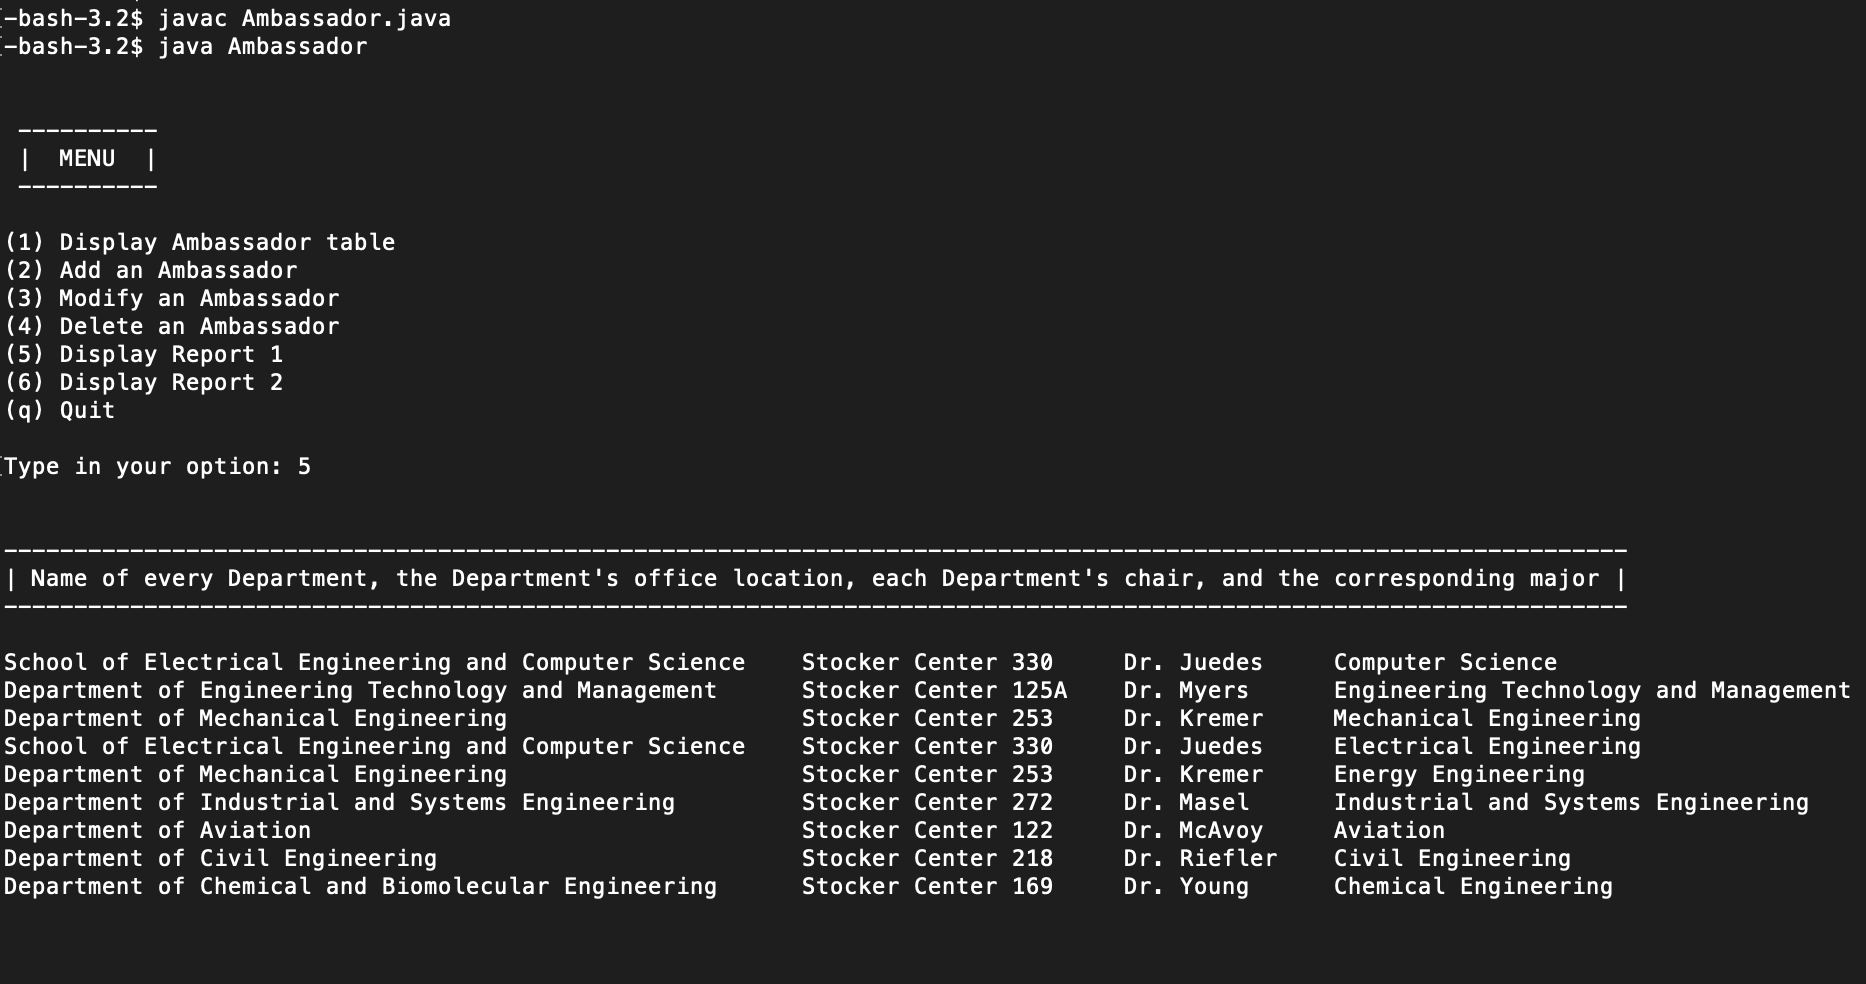 -bash-3.2$ javac Ambassador.java
-bash-3.2$ java Ambassador
----------
|  MENU  |
----------
(1) Display Ambassador table
(2) Add an Ambassador
(3) Modify an Ambassador
(4) Delete an Ambassador
(5) Display Report 1
(6) Display Report 2
(q) Quit
Type in your option: 5
--------------------------------------------------------------------------------------------------------------------
| Name of every Department, the Department's office location, each Department's chair, and the corresponding major |
--------------------------------------------------------------------------------------------------------------------
School of Electrical Engineering and Computer Science    Stocker Center 330     Dr. Juedes     Computer Science
Department of Engineering Technology and Management      Stocker Center 125A    Dr. Myers      Engineering Technology and Management
Department of Mechanical Engineering                     Stocker Center 253     Dr. Kremer     Mechanical Engineering
School of Electrical Engineering and Computer Science    Stocker Center 330     Dr. Juedes     Electrical Engineering
Department of Mechanical Engineering                     Stocker Center 253     Dr. Kremer     Energy Engineering
Department of Industrial and Systems Engineering         Stocker Center 272     Dr. Masel      Industrial and Systems Engineering
Department of Aviation                                   Stocker Center 122     Dr. McAvoy     Aviation
Department of Civil Engineering                          Stocker Center 218     Dr. Riefler    Civil Engineering
Department of Chemical and Biomolecular Engineering      Stocker Center 169     Dr. Young      Chemical Engineering